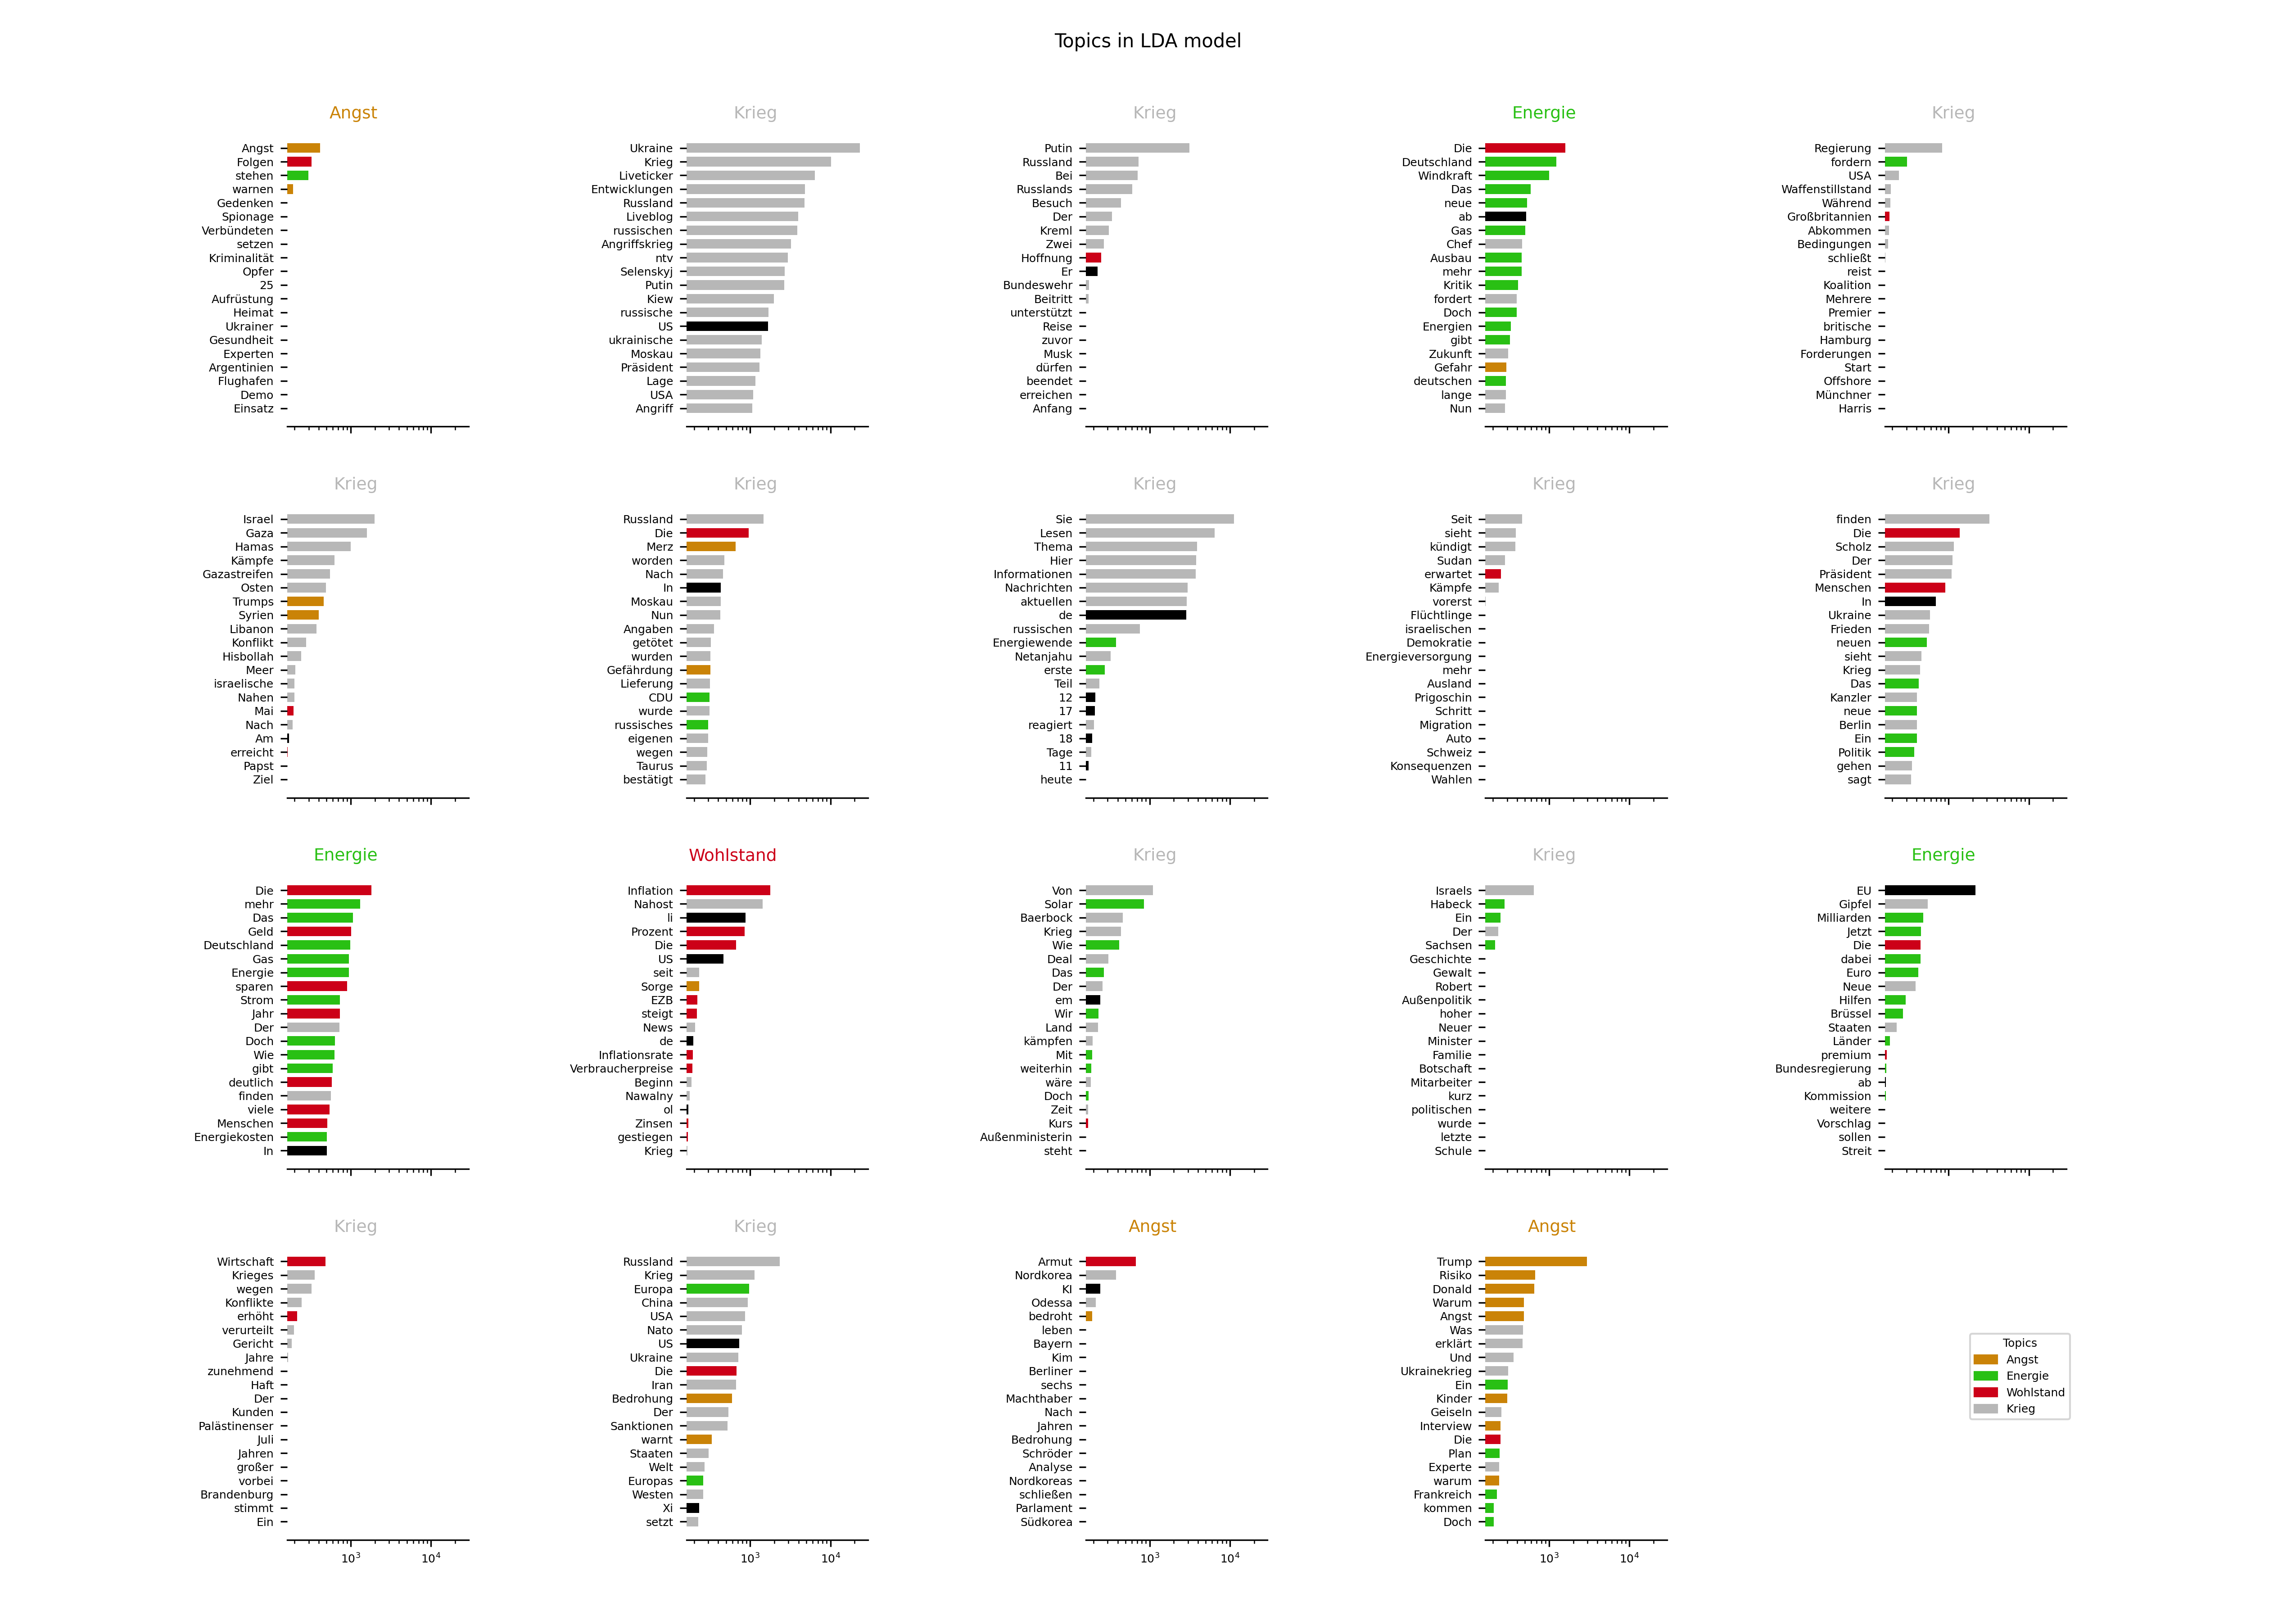 Topics in LDA model
Angst
Angst
Folgen
stehen
warnen
Gedenken
Spionage
Verbündeten
setzen
Kriminalität
Opfer
25
Aufrüstung
Heimat
Ukrainer
Gesundheit
Experten
Argentinien
Flughafen
Demo
Einsatz
Krieg
Ukraine
Krieg
Liveticker
Entwicklungen
Russland
Liveblog
russischen
Angriffskrieg
ntv
Selenskyj
Putin
Kiew
russische
US
ukrainische
Moskau
Präsident
Lage
USA
Angriff
Krieg
Putin
Russland
Bei
Russlands
Besuch
Der
Kreml
Zwei
Hoffnung
Er
Bundeswehr
Beitritt
unterstützt
Reise
zuvor
Musk
dürfen
beendet
erreichen
Anfang
Energie
Die
Deutschland
Windkraft
Das
neue
ab
Gas
Chef
Ausbau
mehr
Kritik
fordert
Doch
Energien
gibt
Zukunft
Gefahr
deutschen
lange
Nun
Krieg
Regierung
fordern
USA
Waffenstillstand
Während
Großbritannien
Abkommen
Bedingungen
schließt
reist
Koalition
Mehrere
Premier
britische
Hamburg
Forderungen
Start
Offshore
Münchner
Harris
Krieg
Israel
Gaza
Hamas
Kämpfe
Gazastreifen
Osten
Trumps
Syrien
Libanon
Konflikt
Hisbollah
Meer
israelische
Nahen
Mai
Nach
Am
erreicht
Papst
Ziel
Krieg
Russland
Die
Merz
worden
Nach
In
Moskau
Nun
Angaben
getötet
wurden
Gefährdung
Lieferung
CDU
wurde
russisches
eigenen
wegen
Taurus
bestätigt
Krieg
Sie
Lesen
Thema
Hier
Informationen
Nachrichten
aktuellen
de
russischen
Energiewende
Netanjahu
erste
Teil
12
17
reagiert
18
Tage
11
heute
Krieg
Seit
sieht
kündigt
Sudan
erwartet
Kämpfe
vorerst
Flüchtlinge
israelischen
Demokratie
Energieversorgung
mehr
Ausland
Prigoschin
Schritt
Migration
Auto
Schweiz
Konsequenzen
Wahlen
Krieg
finden
Die
Scholz
Der
Präsident
Menschen
In
Ukraine
Frieden
neuen
sieht
Krieg
Das
Kanzler
neue
Berlin
Ein
Politik
gehen
sagt
Energie
Die
mehr
Das
Geld
Deutschland
Gas
Energie
sparen
Strom
Jahr
Der
Doch
Wie
gibt
deutlich
finden
viele
Menschen
Energiekosten
In
Wohlstand
Inflation
Nahost
li
Prozent
Die
US
seit
Sorge
EZB
steigt
News
de
Inflationsrate
Verbraucherpreise
Beginn
Nawalny
ol
Zinsen
gestiegen
Krieg
Krieg
Von
Solar
Baerbock
Krieg
Wie
Deal
Das
Der
em
Wir
Land
kämpfen
Mit
weiterhin
wäre
Doch
Zeit
Kurs
Außenministerin
steht
Krieg
Israels
Habeck
Ein
Der
Sachsen
Geschichte
Gewalt
Robert
Außenpolitik
hoher
Neuer
Minister
Familie
Botschaft
Mitarbeiter
kurz
politischen
wurde
letzte
Schule
Energie
EU
Gipfel
Milliarden
Jetzt
Die
dabei
Euro
Neue
Hilfen
Brüssel
Staaten
Länder
premium
Bundesregierung
ab
Kommission
weitere
Vorschlag
sollen
Streit
Krieg
Wirtschaft
Krieges
wegen
Konflikte
erhöht
verurteilt
Gericht
Jahre
zunehmend
Haft
Der
Kunden
Palästinenser
Juli
Jahren
großer
vorbei
Brandenburg
stimmt
Ein
10³ 10⁴
Krieg
Russland
Krieg
Europa
China
USA
Nato
US
Ukraine
Die
Iran
Bedrohung
Der
Sanktionen
warnt
Staaten
Welt
Europas
Westen
Xi
setzt
10³ 10⁴
Angst
Armut
Nordkorea
KI
Odessa
bedroht
leben
Bayern
Kim
Berliner
sechs
Machthaber
Nach
Jahren
Bedrohung
Schröder
Analyse
Nordkoreas
schließen
Parlament
Südkorea
10³ 10⁴
Angst
Trump
Risiko
Donald
Warum
Angst
Was
erklärt
Und
Ukrainekrieg
Ein
Kinder
Geiseln
Interview
Die
Plan
Experte
warum
Frankreich
kommen
Doch
10³ 10⁴
Topics
Angst
Energie
Wohlstand
Krieg